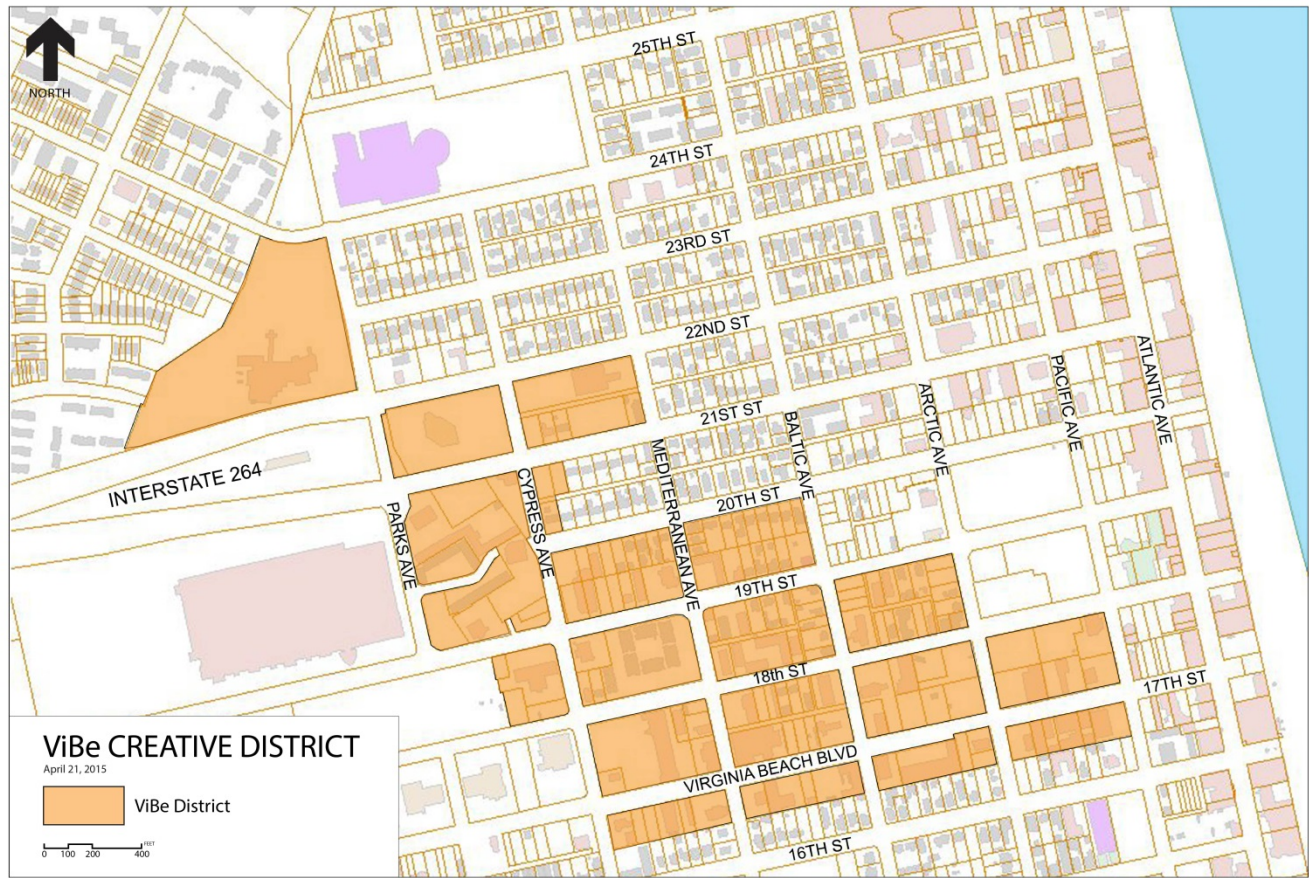 25TH ST
NORTH
24TH ST
23RD ST
22ND ST
21ST ST
ATLANTIC AVE
PACIFIC AVE
ARCTIC AVE
BALTIC AVE
MEDITERRANEAN AVE
CYPRESS AVE
INTERSTATE 264
PARKS AVE
20TH ST
19TH ST
18th ST
17TH ST
VIRGINIA BEACH BLVD
16TH ST
ViBe CREATIVE DISTRICT
April 21, 2015
ViBe District
0 100 200 400 FEET